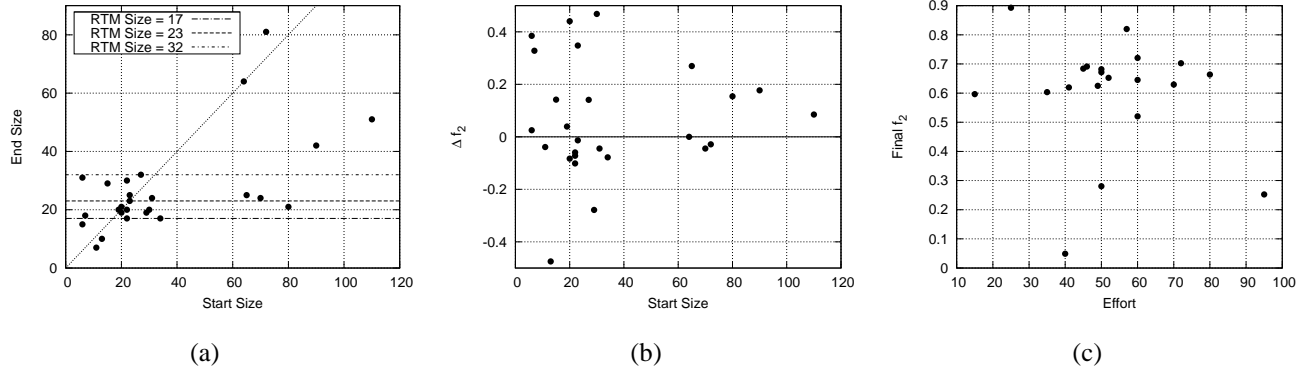 RTM Size = 17
RTM Size = 23
RTM Size = 32
End Size
80
60
40
20
0
0 20 40 60 80 100 120
Start Size
(a)
Δ f2
0.4
0.2
0
-0.2
-0.4
0 20 40 60 80 100 120
Start Size
(b)
Final f2
0.9
0.8
0.7
0.6
0.5
0.4
0.3
0.2
0.1
0
10 20 30 40 50 60 70 80 90 100
Effort
(c)